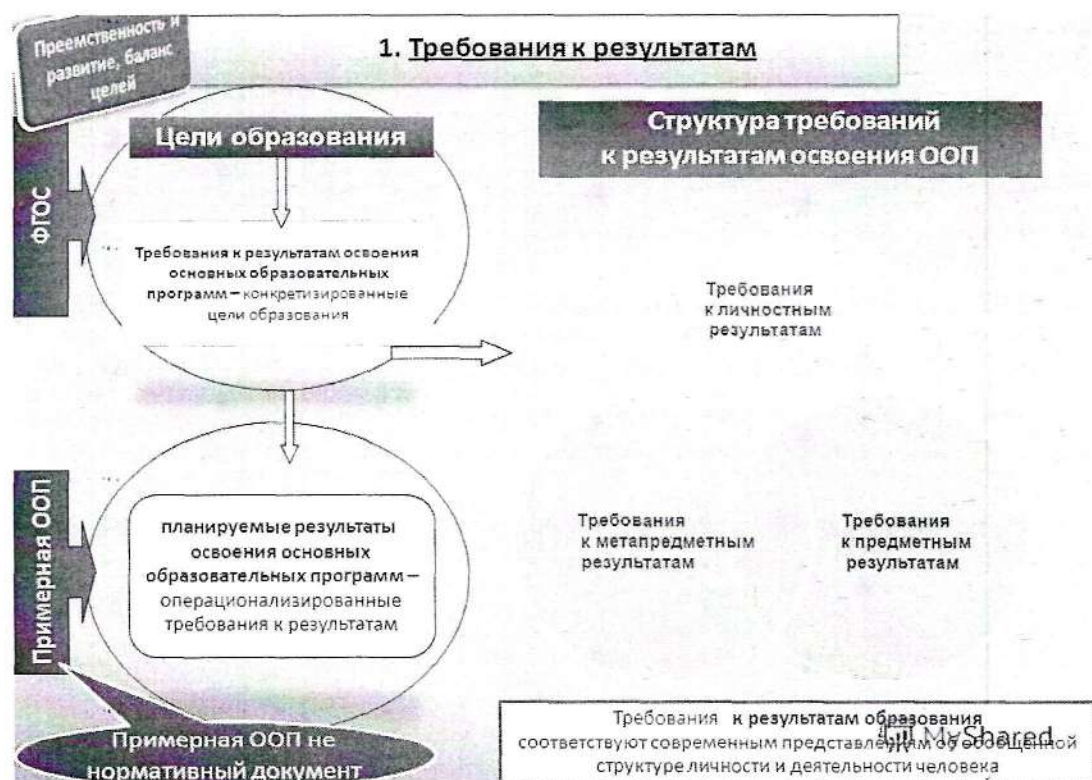 Преемственность и
развитие, баланс
целей
1. Требования к результатам
ФГОС
Цели образования
Требования к результатам освоения
основных образовательных
программ – конкретизированные
цели образования
Структура требований
к результатам освоения ООП
Требования
к личностным
результатам
Примерная ООП
планируемые результаты
освоения основных
образовательных программ –
операционализированные
требования к результатам
Требования
к метапредметным
результатам
Требования
к предметным
результатам
Примерная ООП не
нормативный документ
Требования к результатам образования
соответствуют современным представлениям об обобщенной
структуре личности и деятельности человека
MyShared